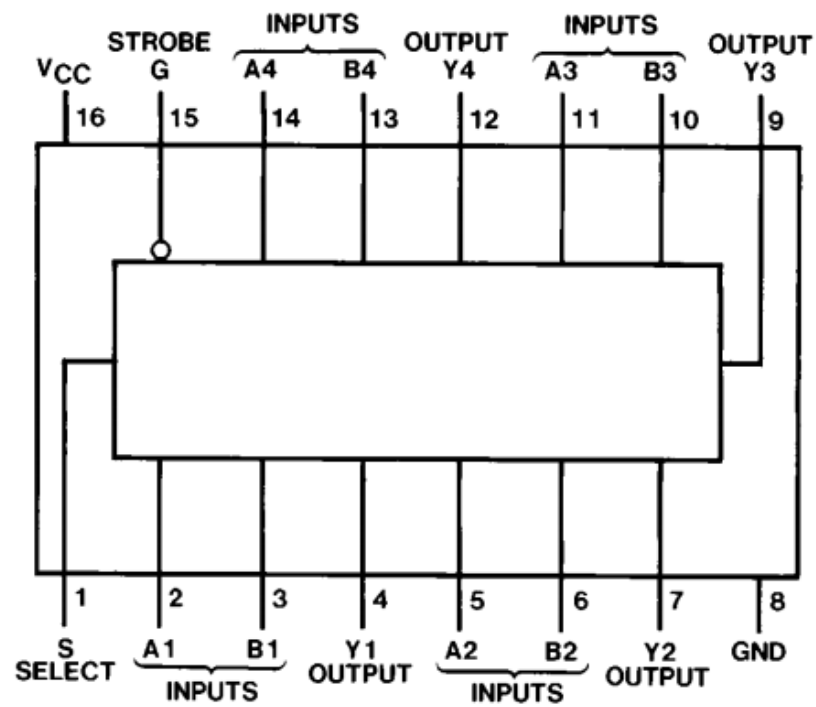 INPUTS INPUTS
STROBE OUTPUT OUTPUT
VCC G A4 B4 Y4 A3 B3 Y3
16 15 14 13 12 11 10 9
1 2 3 4 5 6 7 8
S A1 B1 Y1 A2 B2 Y2 GND
SELECT OUTPUT OUTPUT
INPUTS INPUTS